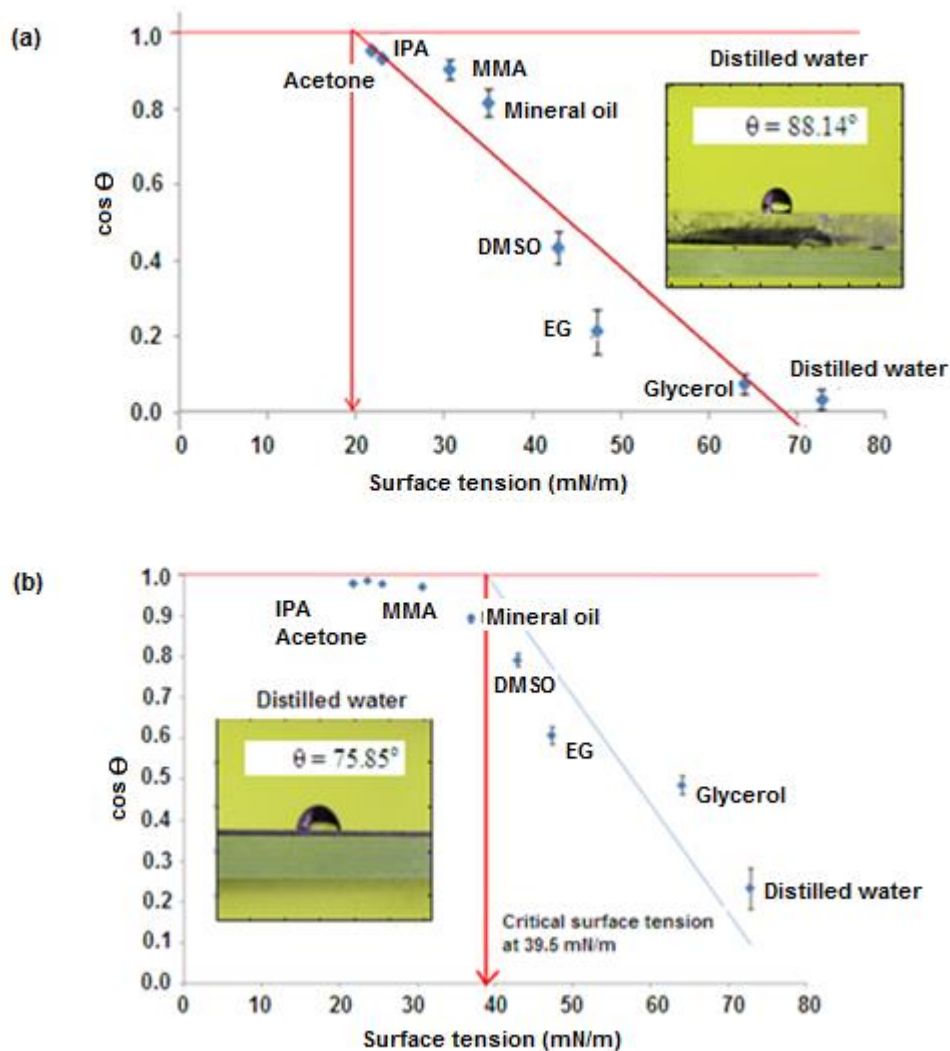 (a)
1.0
0.8
0.6
0.4
0.2
0.0
cos Θ
IPA
Acetone
MMA
Mineral oil
DMSO
EG
Glycerol
Distilled water
Distilled water
θ = 88.14°
0 10 20 30 40 50 60 70 80
Surface tension (mN/m)
(b)
1.0
0.9
0.8
0.7
0.6
0.5
0.4
0.3
0.2
0.1
0.0
cos Θ
IPA
Acetone
MMA
Mineral oil
DMSO
EG
Glycerol
Distilled water
Distilled water
θ = 75.85°
Critical surface tension
at 39.5 mN/m
0 10 20 30 40 50 60 70 80
Surface tension (mN/m)